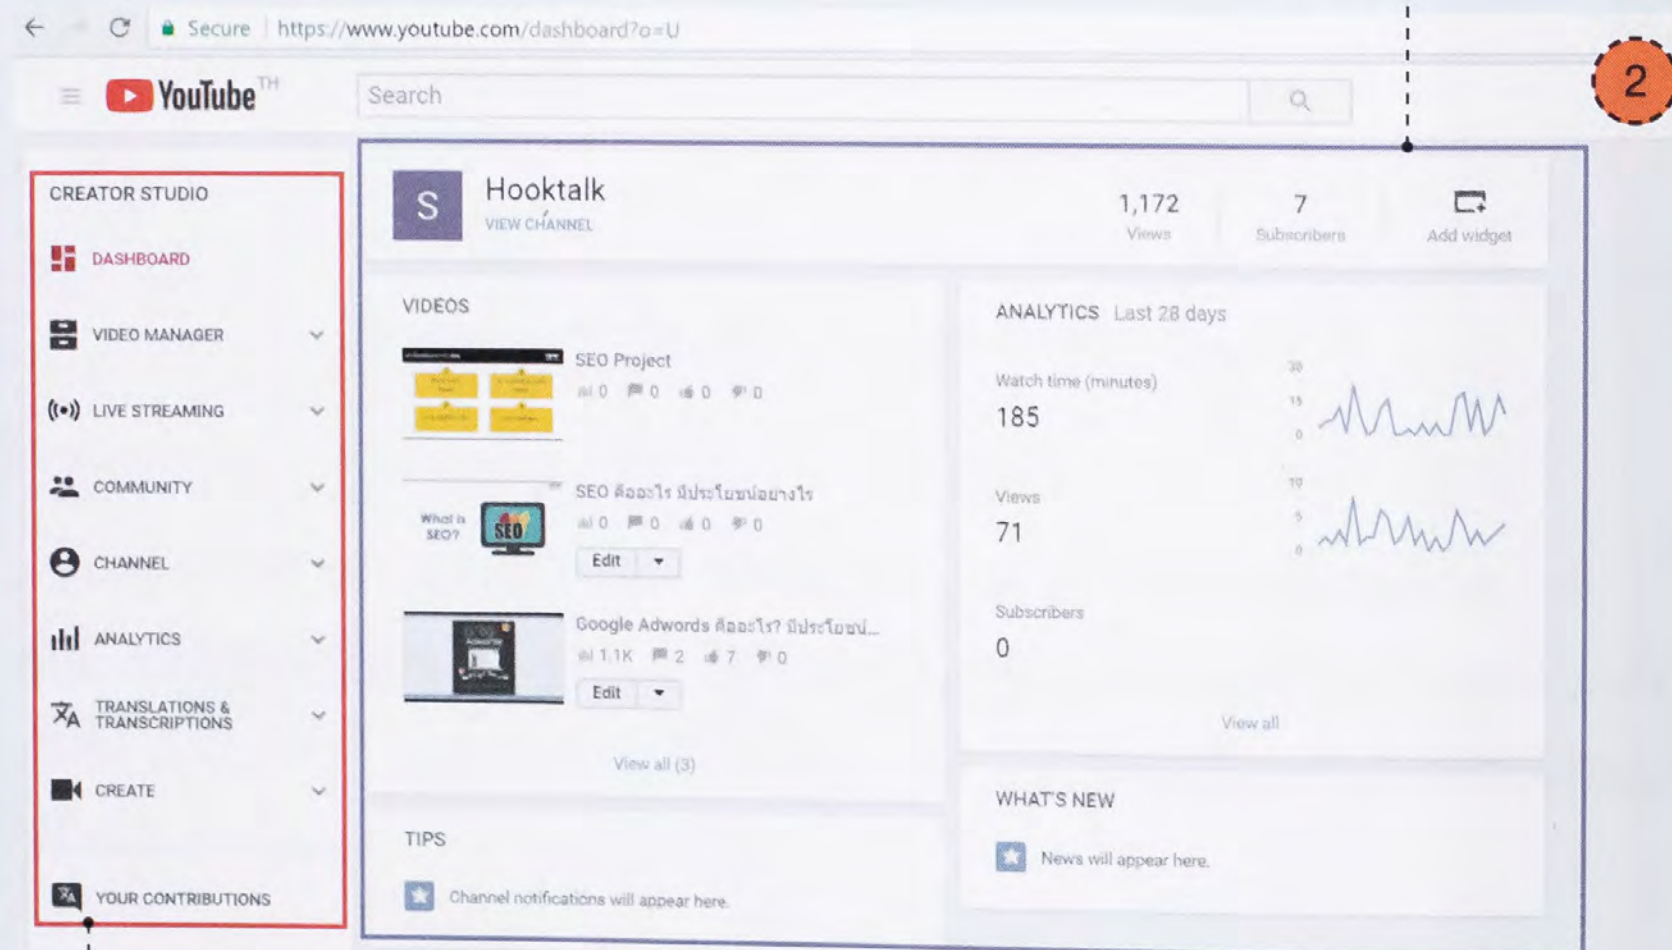 Secure https://www.youtube.com/dashboard?o=U
YouTube TH
Search
2
CREATOR STUDIO
DASHBOARD
VIDEO MANAGER
LIVE STREAMING
COMMUNITY
CHANNEL
ANALYTICS
TRANSLATIONS &
TRANSCRIPTIONS
CREATE
YOUR CONTRIBUTIONS
S
Hooktalk
VIEW CHANNEL
1,172
Views
7
Subscribers
Add widget
VIDEOS
SEO Project
0 0 0 0
What is
SEO?
SEO
SEO คืออะไร มีประโยชน์อย่างไร
0 0 0 0
Edit
Google Adwords คืออะไร? มีประโยชน์...
1.1K 2 7 0
Edit
View all (3)
TIPS
Channel notifications will appear here.
ANALYTICS Last 28 days
Watch time (minutes)
185
30
15
0
Views
71
10
5
0
Subscribers
0
View all
WHAT'S NEW
News will appear here.